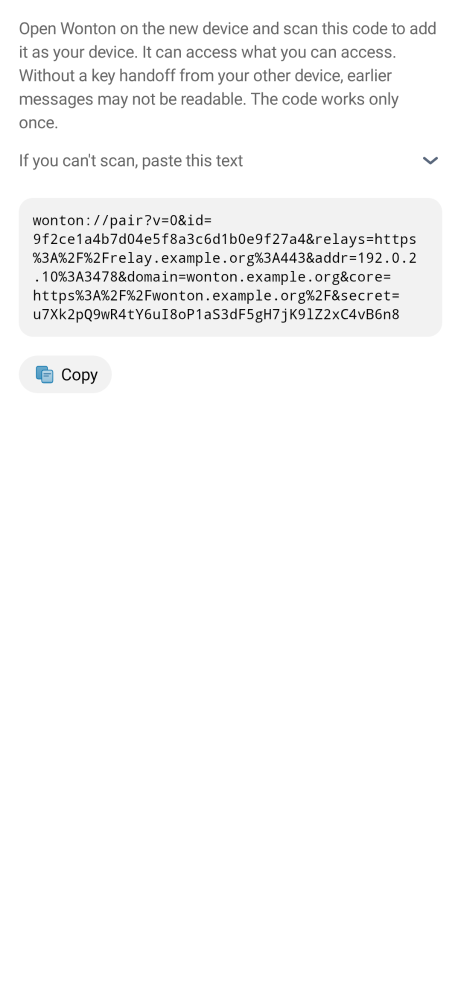 Open Wonton on the new device and scan this code to add
it as your device. It can access what you can access.
Without a key handoff from your other device, earlier
messages may not be readable. The code works only
once.
If you can't scan, paste this text
wonton://pair?v=0&id=
9f2ce1a4b7d04e5f8a3c6d1b0e9f27a4&relays=https
%3A%2F%2Frelay.example.org%3A443&addr=192.0.2
.10%3A3478&domain=wonton.example.org&core=
https%3A%2F%2Fwonton.example.org%2F&secret=
u7Xk2pQ9wR4tY6uI8oP1aS3dF5gH7jK9lZ2xC4vB6n8
Copy